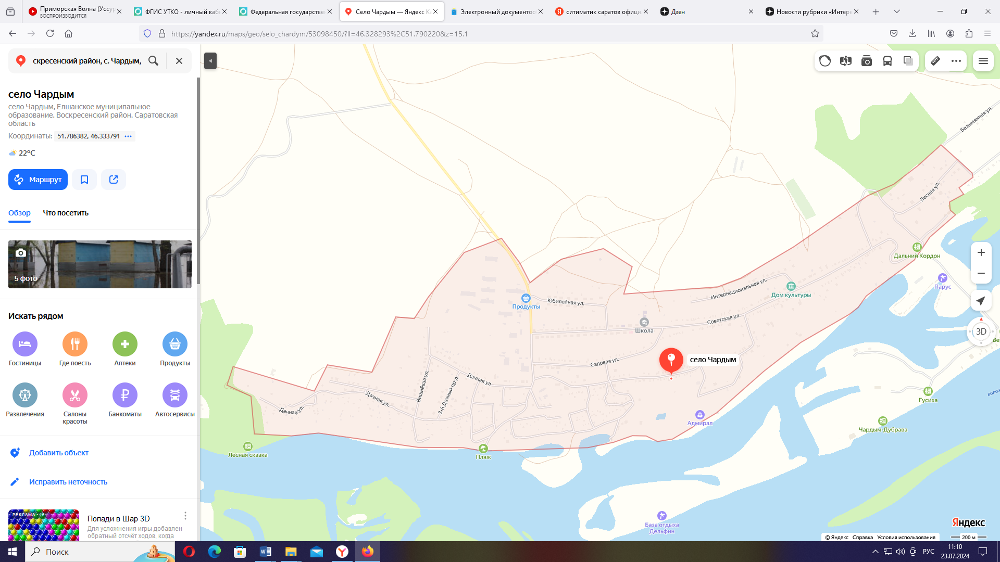 Приморская Волна (Уссур
ВОСПРОИЗВОДИТСЯ
ФГИС УТКО - личный каб
Федеральная государстве
Село Чардым — Яндекс К
Электронный документоо
ситиматик саратов офици
Дзен
Новости рубрики «Интере
https://yandex.ru/maps/geo/selo_chardym/53098450/?ll=46.328293%2C51.790220&z=15.1
скресенский район, с. Чардым,
село Чардым
село Чардым, Елшанское муниципальное
образование, Воскресенский район, Саратовская
область
Координаты: 51.786382, 46.333791
22°C
Маршрут
Обзор
Что посетить
5 фото
Искать рядом
Гостиницы
Где поесть
Аптеки
Продукты
Развлечения
Салоны
красоты
Банкоматы
Автосервисы
Добавить объект
Исправить неточность
РЕКЛАМА • 16+
Попади в Шар 3D
Для усложнения игры добавлен
обратный отсчёт ходов, когда
Безымянная ул.
Лесная ул.
Дальний Кордон
Парус
Интернациональная ул.
Дом культуры
Юбилейная ул.
Продукты
Советская ул.
Школа
3D
Ве
село Чардым
Садовая ул.
Дачная ул.
Вишнёвая ул.
3-й Дачный пр-д
Дачная ул.
Дачная ул.
волож
Гусиха
Адмирал
Чардым-Дубрава
Лесная сказка
Пляж
База отдыха
Дельфин
Яндекс
© Яндекс Справка Условия использования
200 м
Поиск
РУС
11:10
23.07.2024